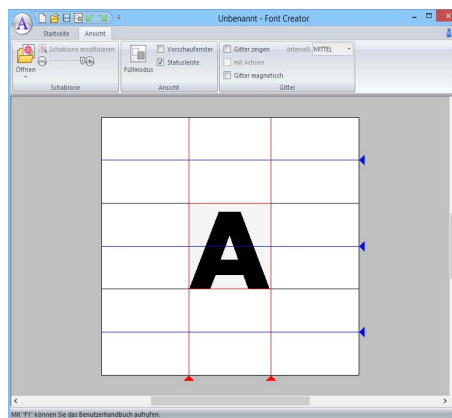 Unbenannt - Font Creator
A
Startseite Ansicht
Öffnen
Schablone modifizieren
Schablone
Füllmodus
Vorschaufenster
Statusleiste
Ansicht
Gitter zeigen Intervall: MITTEL
mit Achsen
Gitter magnetisch
Gitter
A
Mit "F1" können Sie das Benutzerhandbuch aufrufen.